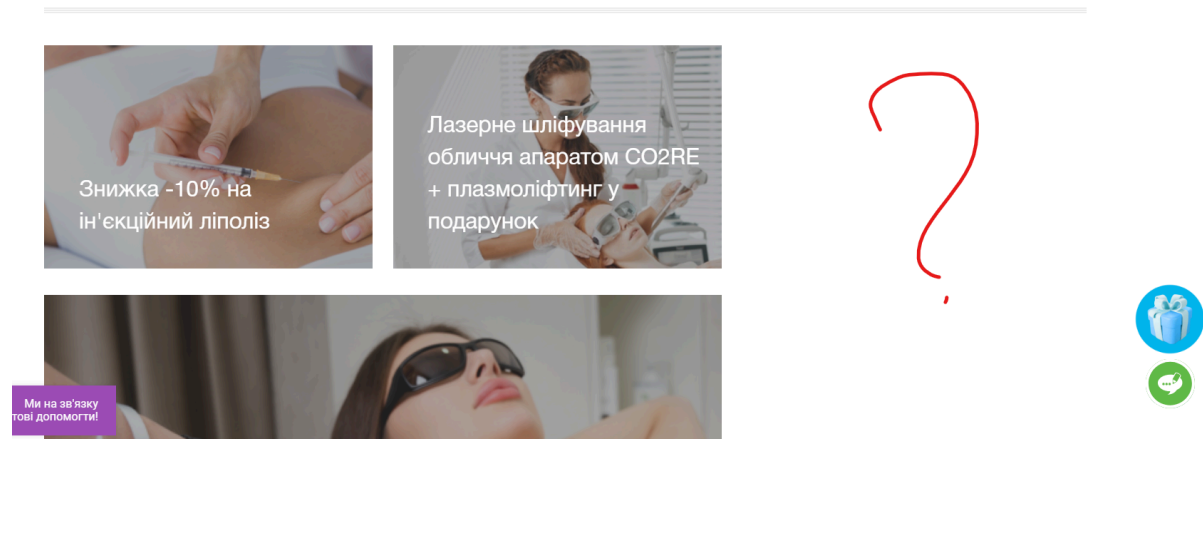 Знижка -10% на
ін'єкційний ліполіз
Лазерне шліфування
обличчя апаратом CO2RE
+ плазмоліфтинг у
подарунок
?
Ми на зв'язку
тові допомогти!